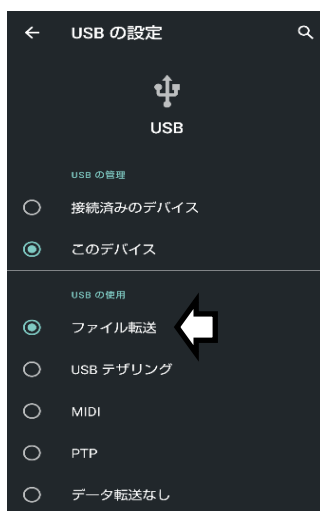 USB の設定
USB
USB の管理
接続済みのデバイス
このデバイス
USB の使用
ファイル転送
USB テザリング
MIDI
PTP
データ転送なし